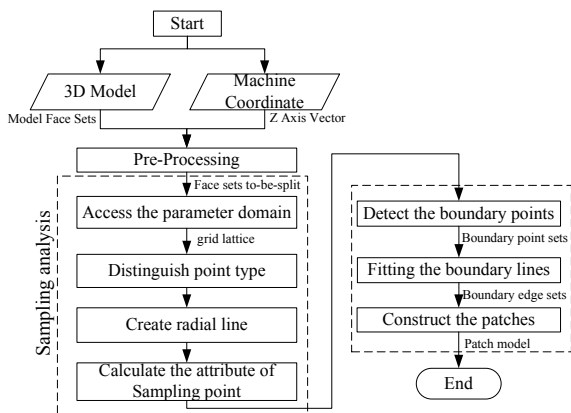 Start
3D Model
Machine
Coordinate
Model Face Sets
Z Axis Vector
Pre-Processing
Face sets to-be-split
Sampling analysis
Access the parameter domain
grid lattice
Distinguish point type
Create radial line
Calculate the attribute of
Sampling point
Detect the boundary points
Boundary point sets
Fitting the boundary lines
Boundary edge sets
Construct the patches
Patch model
End